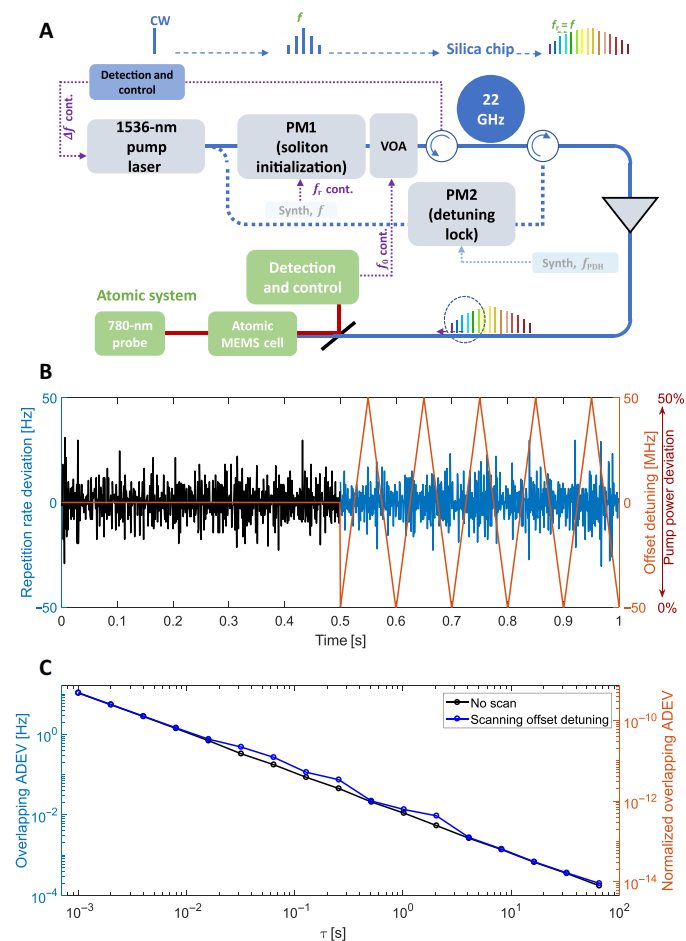 A
CW
f
Silica chip
fᵣ = f
Detection and
control
Δf cont.
1536-nm
pump
laser
PM1
(soliton
initialization)
VOA
22
GHz
fᵣ cont.
Synth, f
PM2
(detuning
lock)
f₀ cont.
Synth, f_PDH
Detection
and control
Atomic system
780-nm
probe
Atomic
MEMS cell
B
Repetition rate deviation [Hz]
50
0
−50
0 0.1 0.2 0.3 0.4 0.5 0.6 0.7 0.8 0.9 1
Time [s]
50
0
−50
Offset detuning [MHz]
50%
0%
Pump power deviation
C
Overlapping ADEV [Hz]
10⁰
10⁻²
10⁻⁴
No scan
Scanning offset detuning
10⁻¹⁰
10⁻¹²
10⁻¹⁴
Normalized overlapping ADEV
10⁻³ 10⁻² 10⁻¹ 10⁰ 10¹ 10²
τ [s]